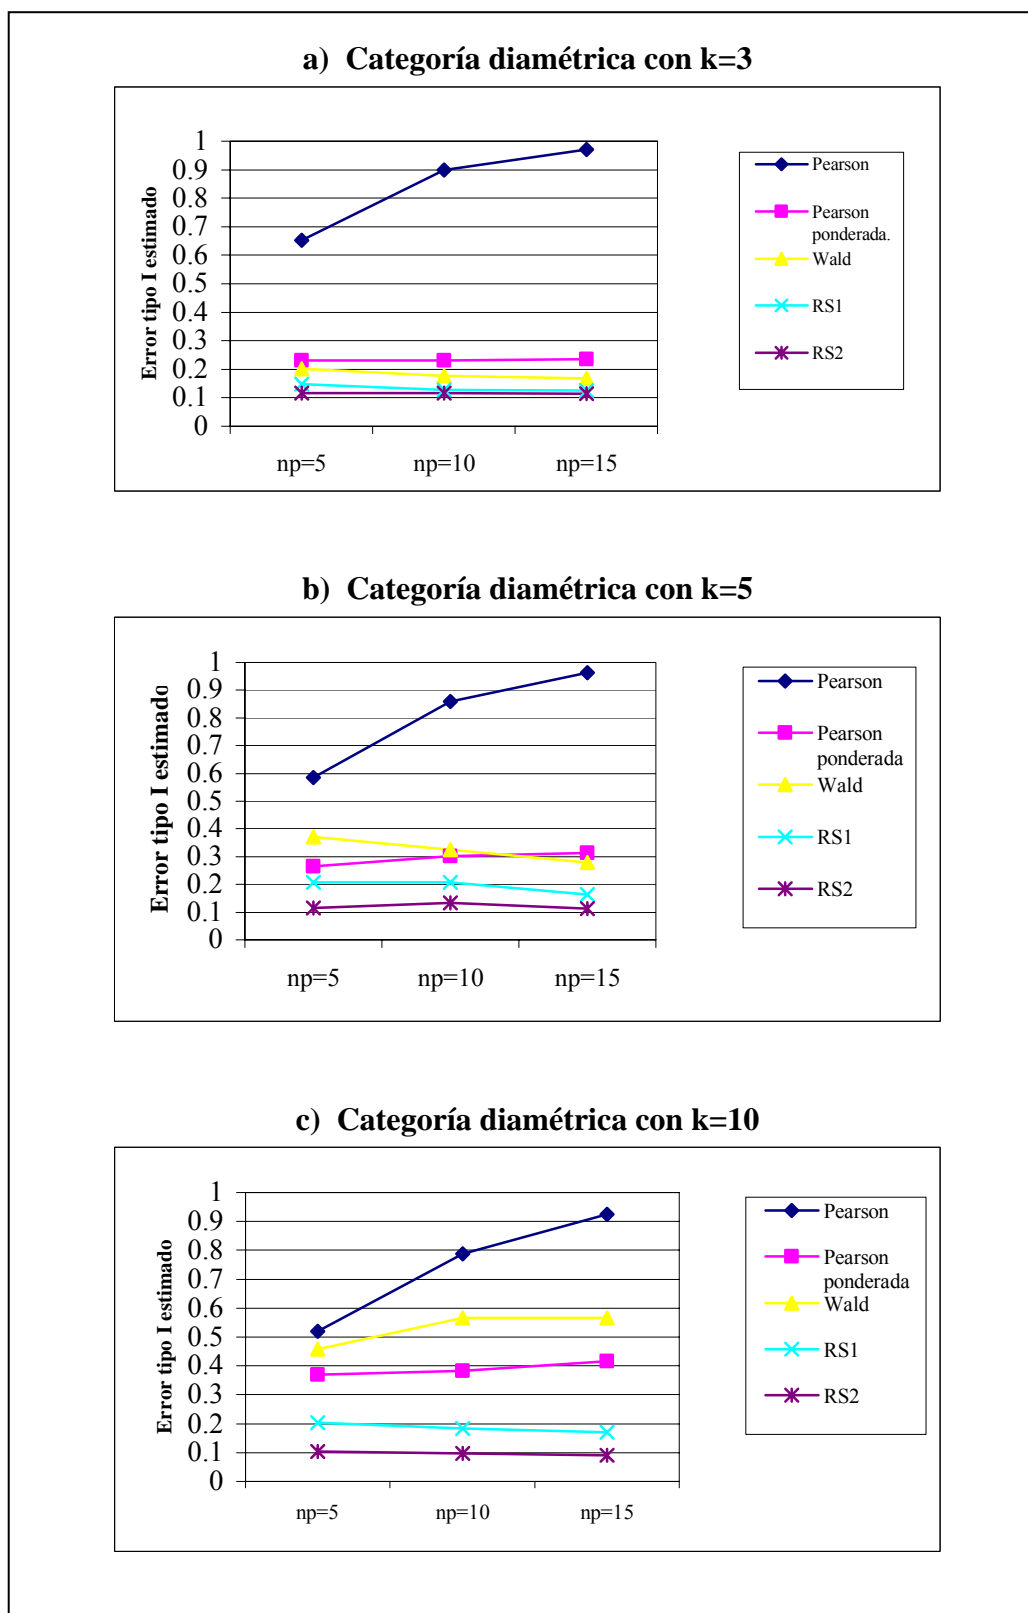 a) Categoría diamétrica con k=3
Error tipo I estimado
1
0.9
0.8
0.7
0.6
0.5
0.4
0.3
0.2
0.1
0
np=5 np=10 np=15
Pearson
Pearson
ponderada.
Wald
RS1
RS2
b) Categoría diamétrica con k=5
Error tipo I estimado
1
0.9
0.8
0.7
0.6
0.5
0.4
0.3
0.2
0.1
0
np=5 np=10 np=15
Pearson
Pearson
ponderada
Wald
RS1
RS2
c) Categoría diamétrica con k=10
Error tipo I estimado
1
0.9
0.8
0.7
0.6
0.5
0.4
0.3
0.2
0.1
0
np=5 np=10 np=15
Pearson
Pearson
ponderada
Wald
RS1
RS2